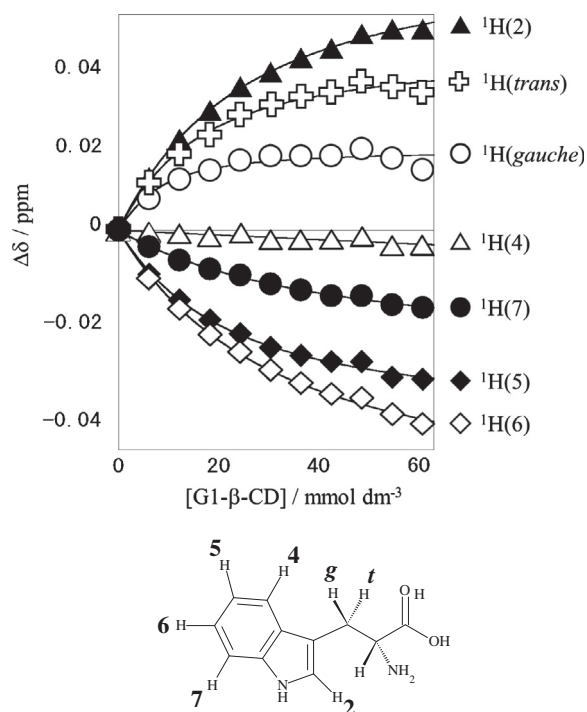 0. 04
0. 02
0
−0. 02
−0. 04
Δδ / ppm
0 20 40 60
[G1-β-CD] / mmol dm⁻³
¹H(2)
¹H(trans)
¹H(gauche)
¹H(4)
¹H(7)
¹H(5)
¹H(6)
5 4 g t
H H H H O H
6 H OH
H N H H NH₂
7 H 2